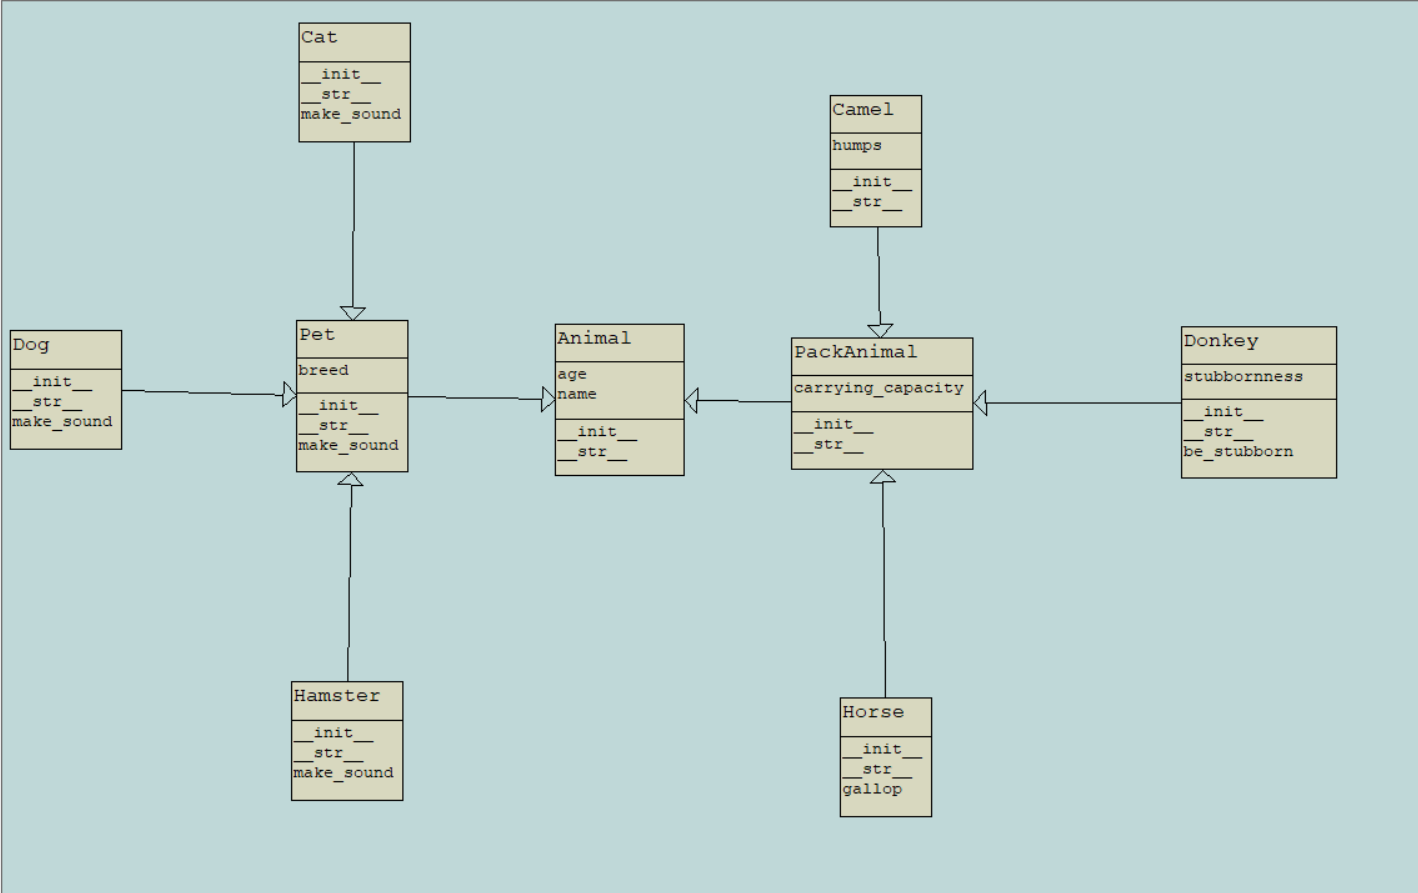 Cat
__init__
__str__
make_sound
Camel
humps
__init__
__str__
Dog
__init__
__str__
make_sound
Pet
breed
__init__
__str__
make_sound
Animal
age
name
__init__
__str__
PackAnimal
carrying_capacity
__init__
__str__
Donkey
stubbornness
__init__
__str__
be_stubborn
Hamster
__init__
__str__
make_sound
Horse
__init__
__str__
gallop